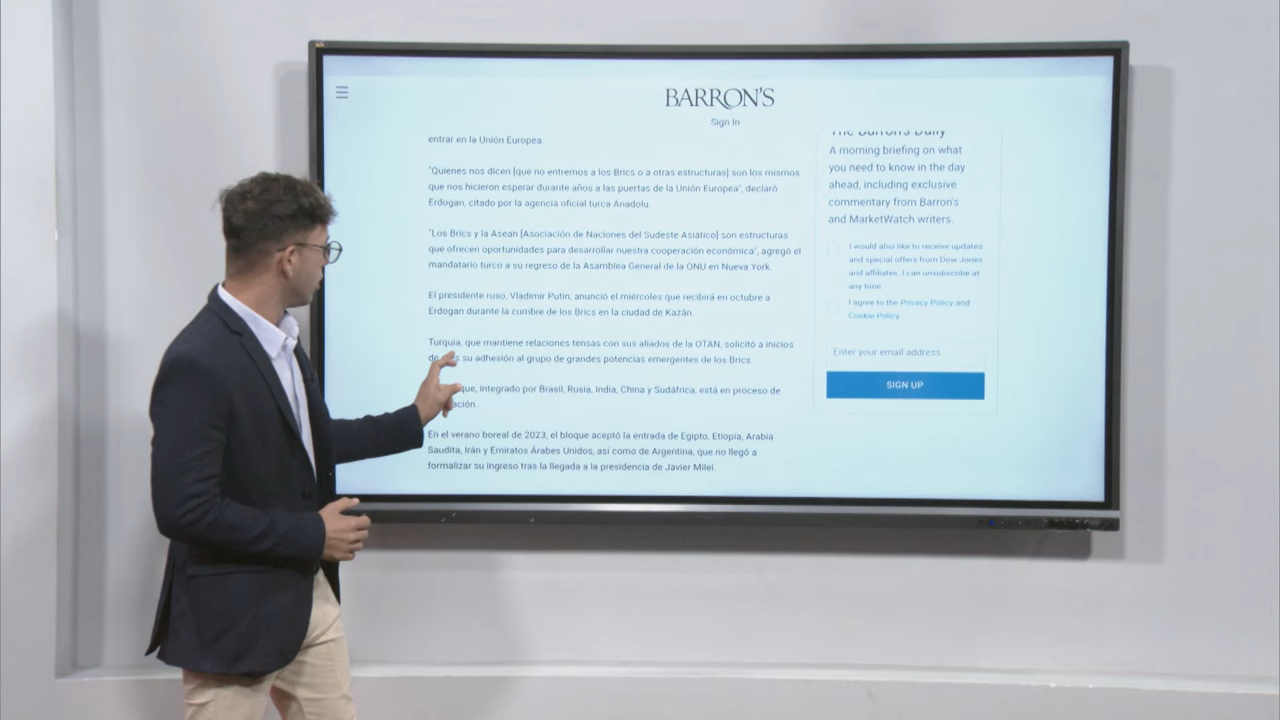 BARRON'S
Sign In
entrar en la Unión Europea.
"Quienes nos dicen [que no entremos a los Brics o a otras estructuras] son los mismos
que nos hicieron esperar durante años a las puertas de la Unión Europea", declaró
Erdogan, citado por la agencia oficial turca Anadolu.
"Los Brics y la Asean [Asociación de Naciones del Sudeste Asiático] son estructuras
que ofrecen oportunidades para desarrollar nuestra cooperación económica", agregó el
mandatario turco a su regreso de la Asamblea General de la ONU en Nueva York.
El presidente ruso, Vladimir Putin, anunció el miércoles que recibirá en octubre a
Erdogan durante la cumbre de los Brics en la ciudad de Kazán.
Turquía, que mantiene relaciones tensas con sus aliados de la OTAN, solicitó a inicios
su adhesión al grupo de grandes potencias emergentes de los Brics.
integrado por Brasil, Rusia, India, China y Sudáfrica, está en proceso de
En el verano boreal de 2023, el bloque aceptó la entrada de Egipto, Etiopía, Arabia
Saudita, Irán y Emiratos Árabes Unidos, así como de Argentina, que no llegó a
formalizar su ingreso tras la llegada a la presidencia de Javier Milei.
The Barron's Daily
A morning briefing on what
you need to know in the day
ahead, including exclusive
commentary from Barron's
and MarketWatch writers.
I would also like to receive updates
and special offers from Dow Jones
and affiliates. I can unsubscribe at
any time.
I agree to the Privacy Policy and
Cookie Policy.
Enter your email address
SIGN UP